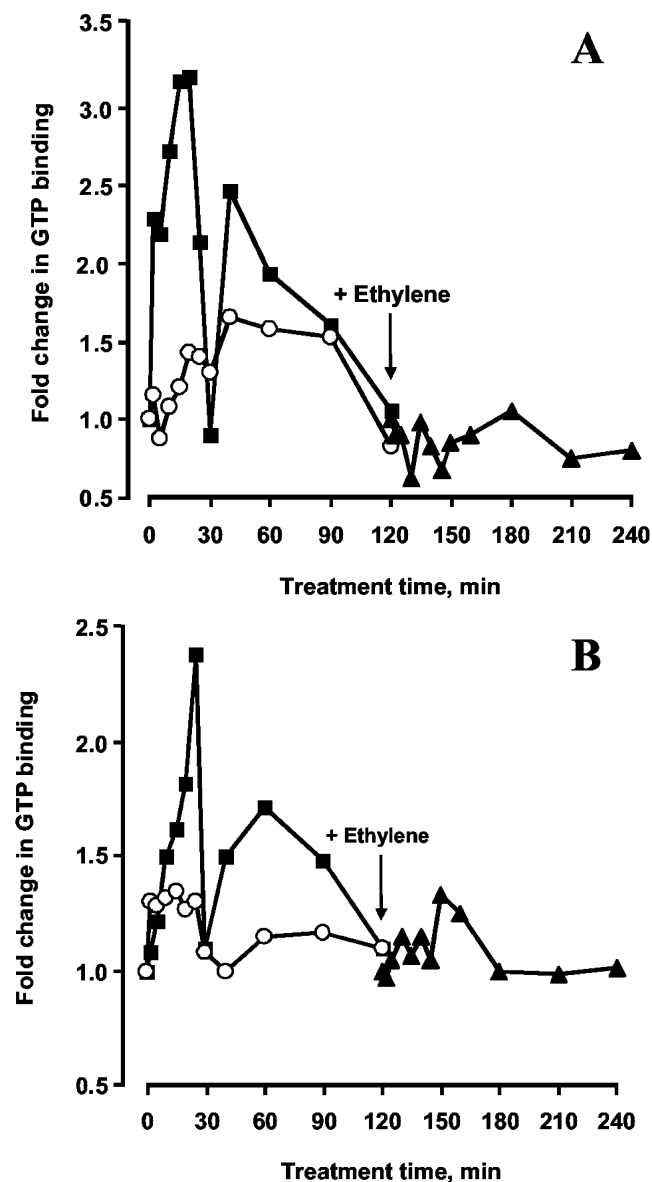 A
Fold change in GTP binding
3.5
3.0
2.5
2.0
1.5
1.0
0.5
+ Ethylene
0 30 60 90 120 150 180 210 240
Treatment time, min
B
Fold change in GTP binding
2.5
2.0
1.5
1.0
0.5
+ Ethylene
0 30 60 90 120 150 180 210 240
Treatment time, min